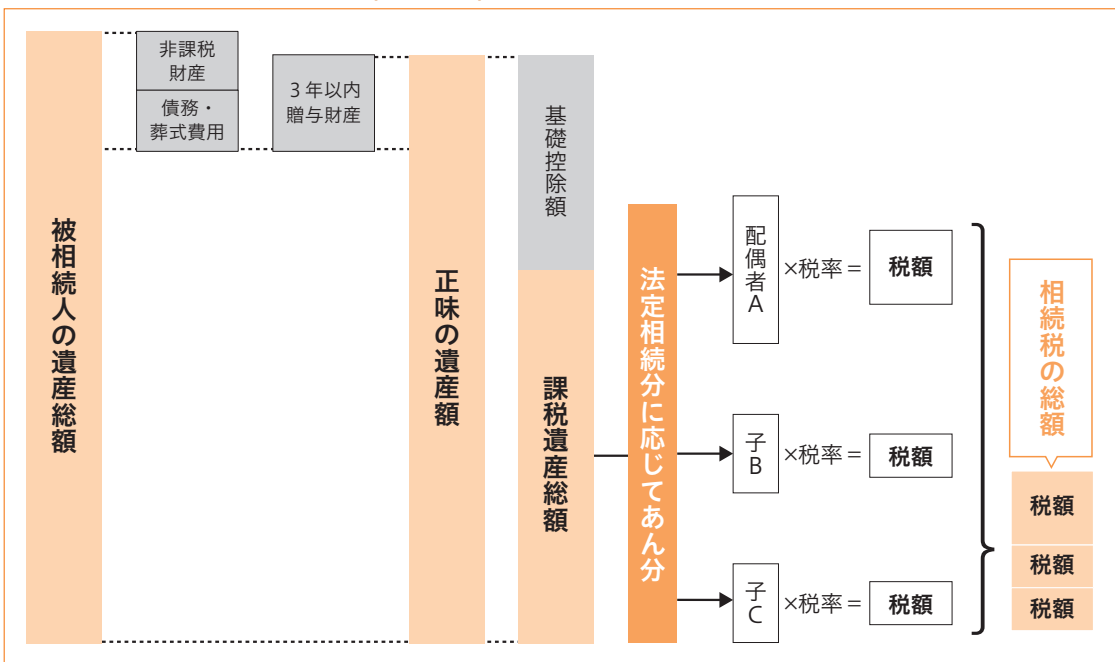 被相続人の遺産総額
非課税
財産
債務・
葬式費用
3年以内
贈与財産
正味の遺産額
基礎控除額
課税遺産総額
法定相続分に応じてあん分
配偶者A
×税率＝
税額
子B
×税率＝
税額
子C
×税率＝
税額
相続税の総額
税額
税額
税額